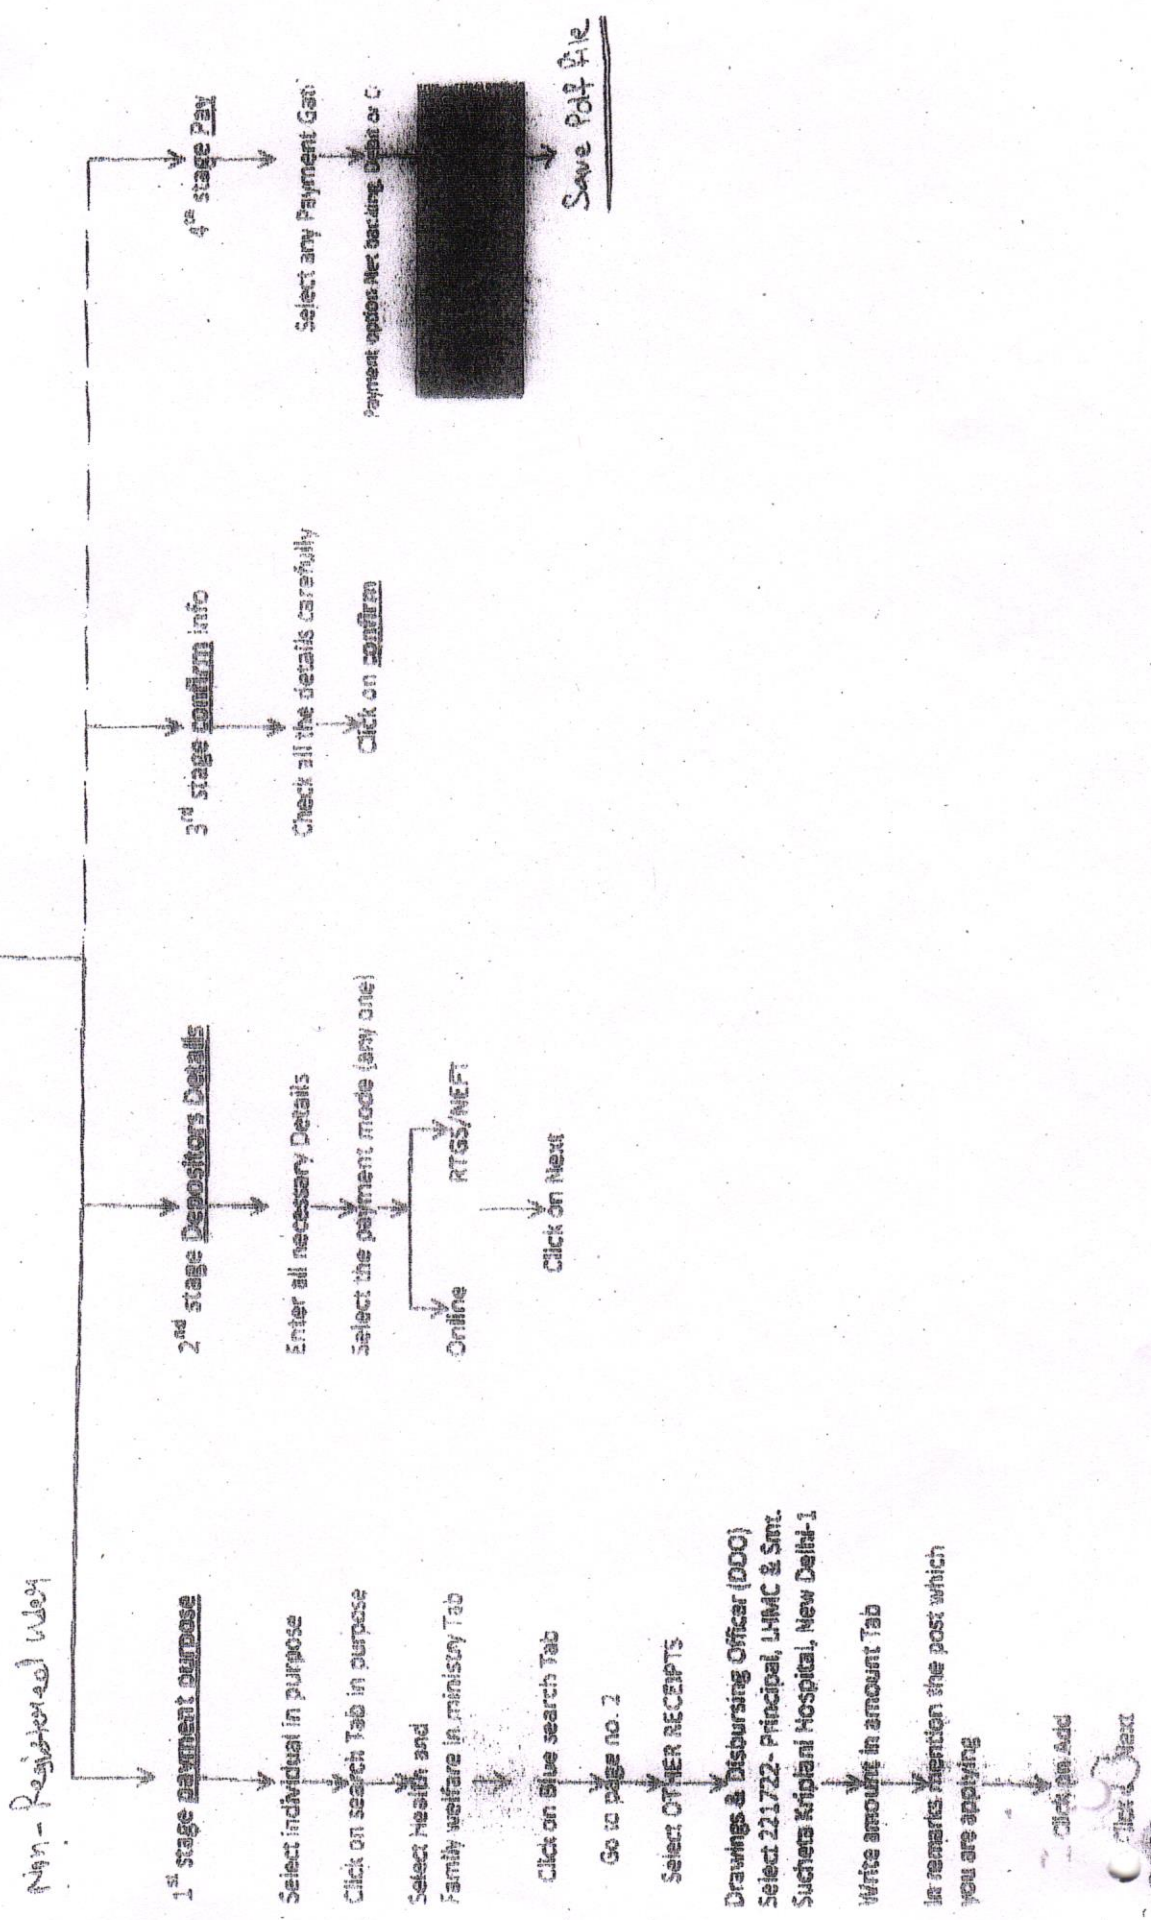 Non-Registered User
1st stage payment purpose
Select individual in purpose
Click on search Tab in purpose
Select Health and
Family welfare in ministry Tab
Click on Blue search Tab
Go to page no. 2
Select OTHER RECEIPTS
Drawings & Disbursing Officer (DDO)
Select 221722- Principal, LHMC & Smt.
Sucheta Kriplani Hospital, New Delhi-1
Write amount in amount Tab
In remarks mention the post which
you are applying
Click on Add
Click Next
2nd stage Depositors Details
Enter all necessary Details
Select the payment mode (any one)
Online RTGS/NEFT
Click on Next
3rd stage confirm info
Check all the details carefully
Click on confirm
4th stage Pay
Select any Payment Gat
Payment option-Net backing, Debit or C
Save